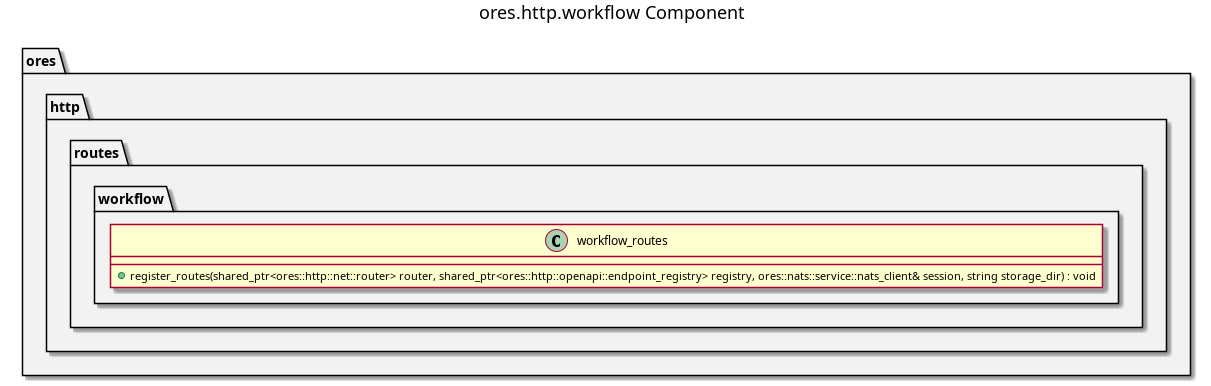 ores.http.workflow Component
ores
http
routes
workflow
C workflow_routes
register_routes(shared_ptr<ores::http::net::router> router, shared_ptr<ores::http::openapi::endpoint_registry> registry, ores::nats::service::nats_client& session, string storage_dir) : void